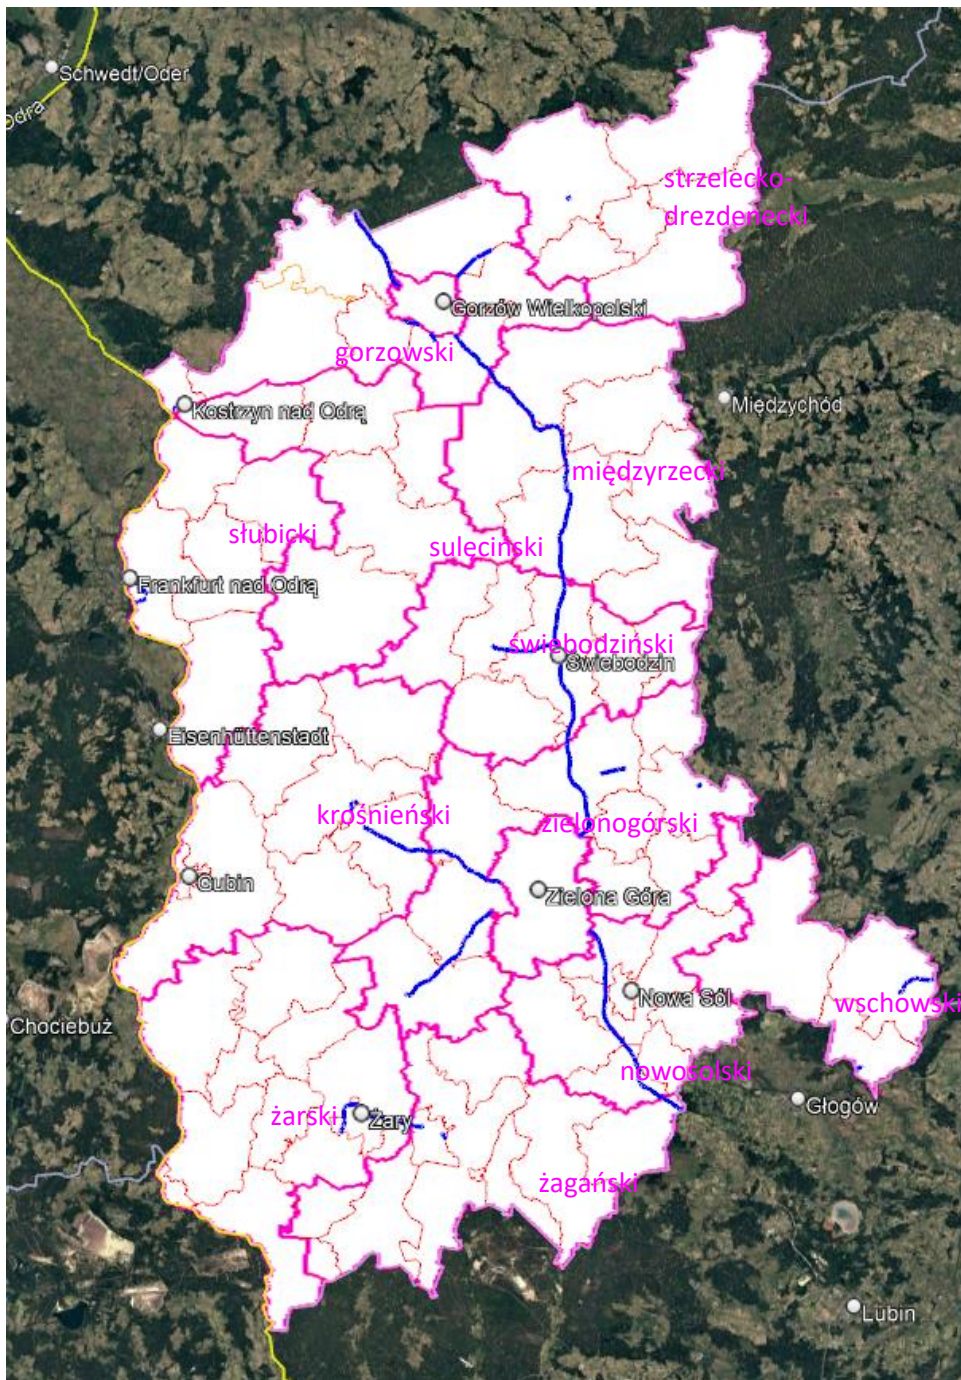 Schwedt/Oder
Odra
strzelecko-
drezdenecki
Gorzów Wielkopolski
gorzowski
Kostrzyn nad Odrą
Międzychód
międzyrzecki
słubicki
sulęciński
Frankfurt nad Odrą
świebodziński
Świebodzin
Eisenhüttenstadt
krośnieński
zielonogórski
Gubin
Zielona Góra
Nowa Sól
wschowski
Chociebuż
nowosolski
Głogów
żarski
Żary
żagański
Lubin